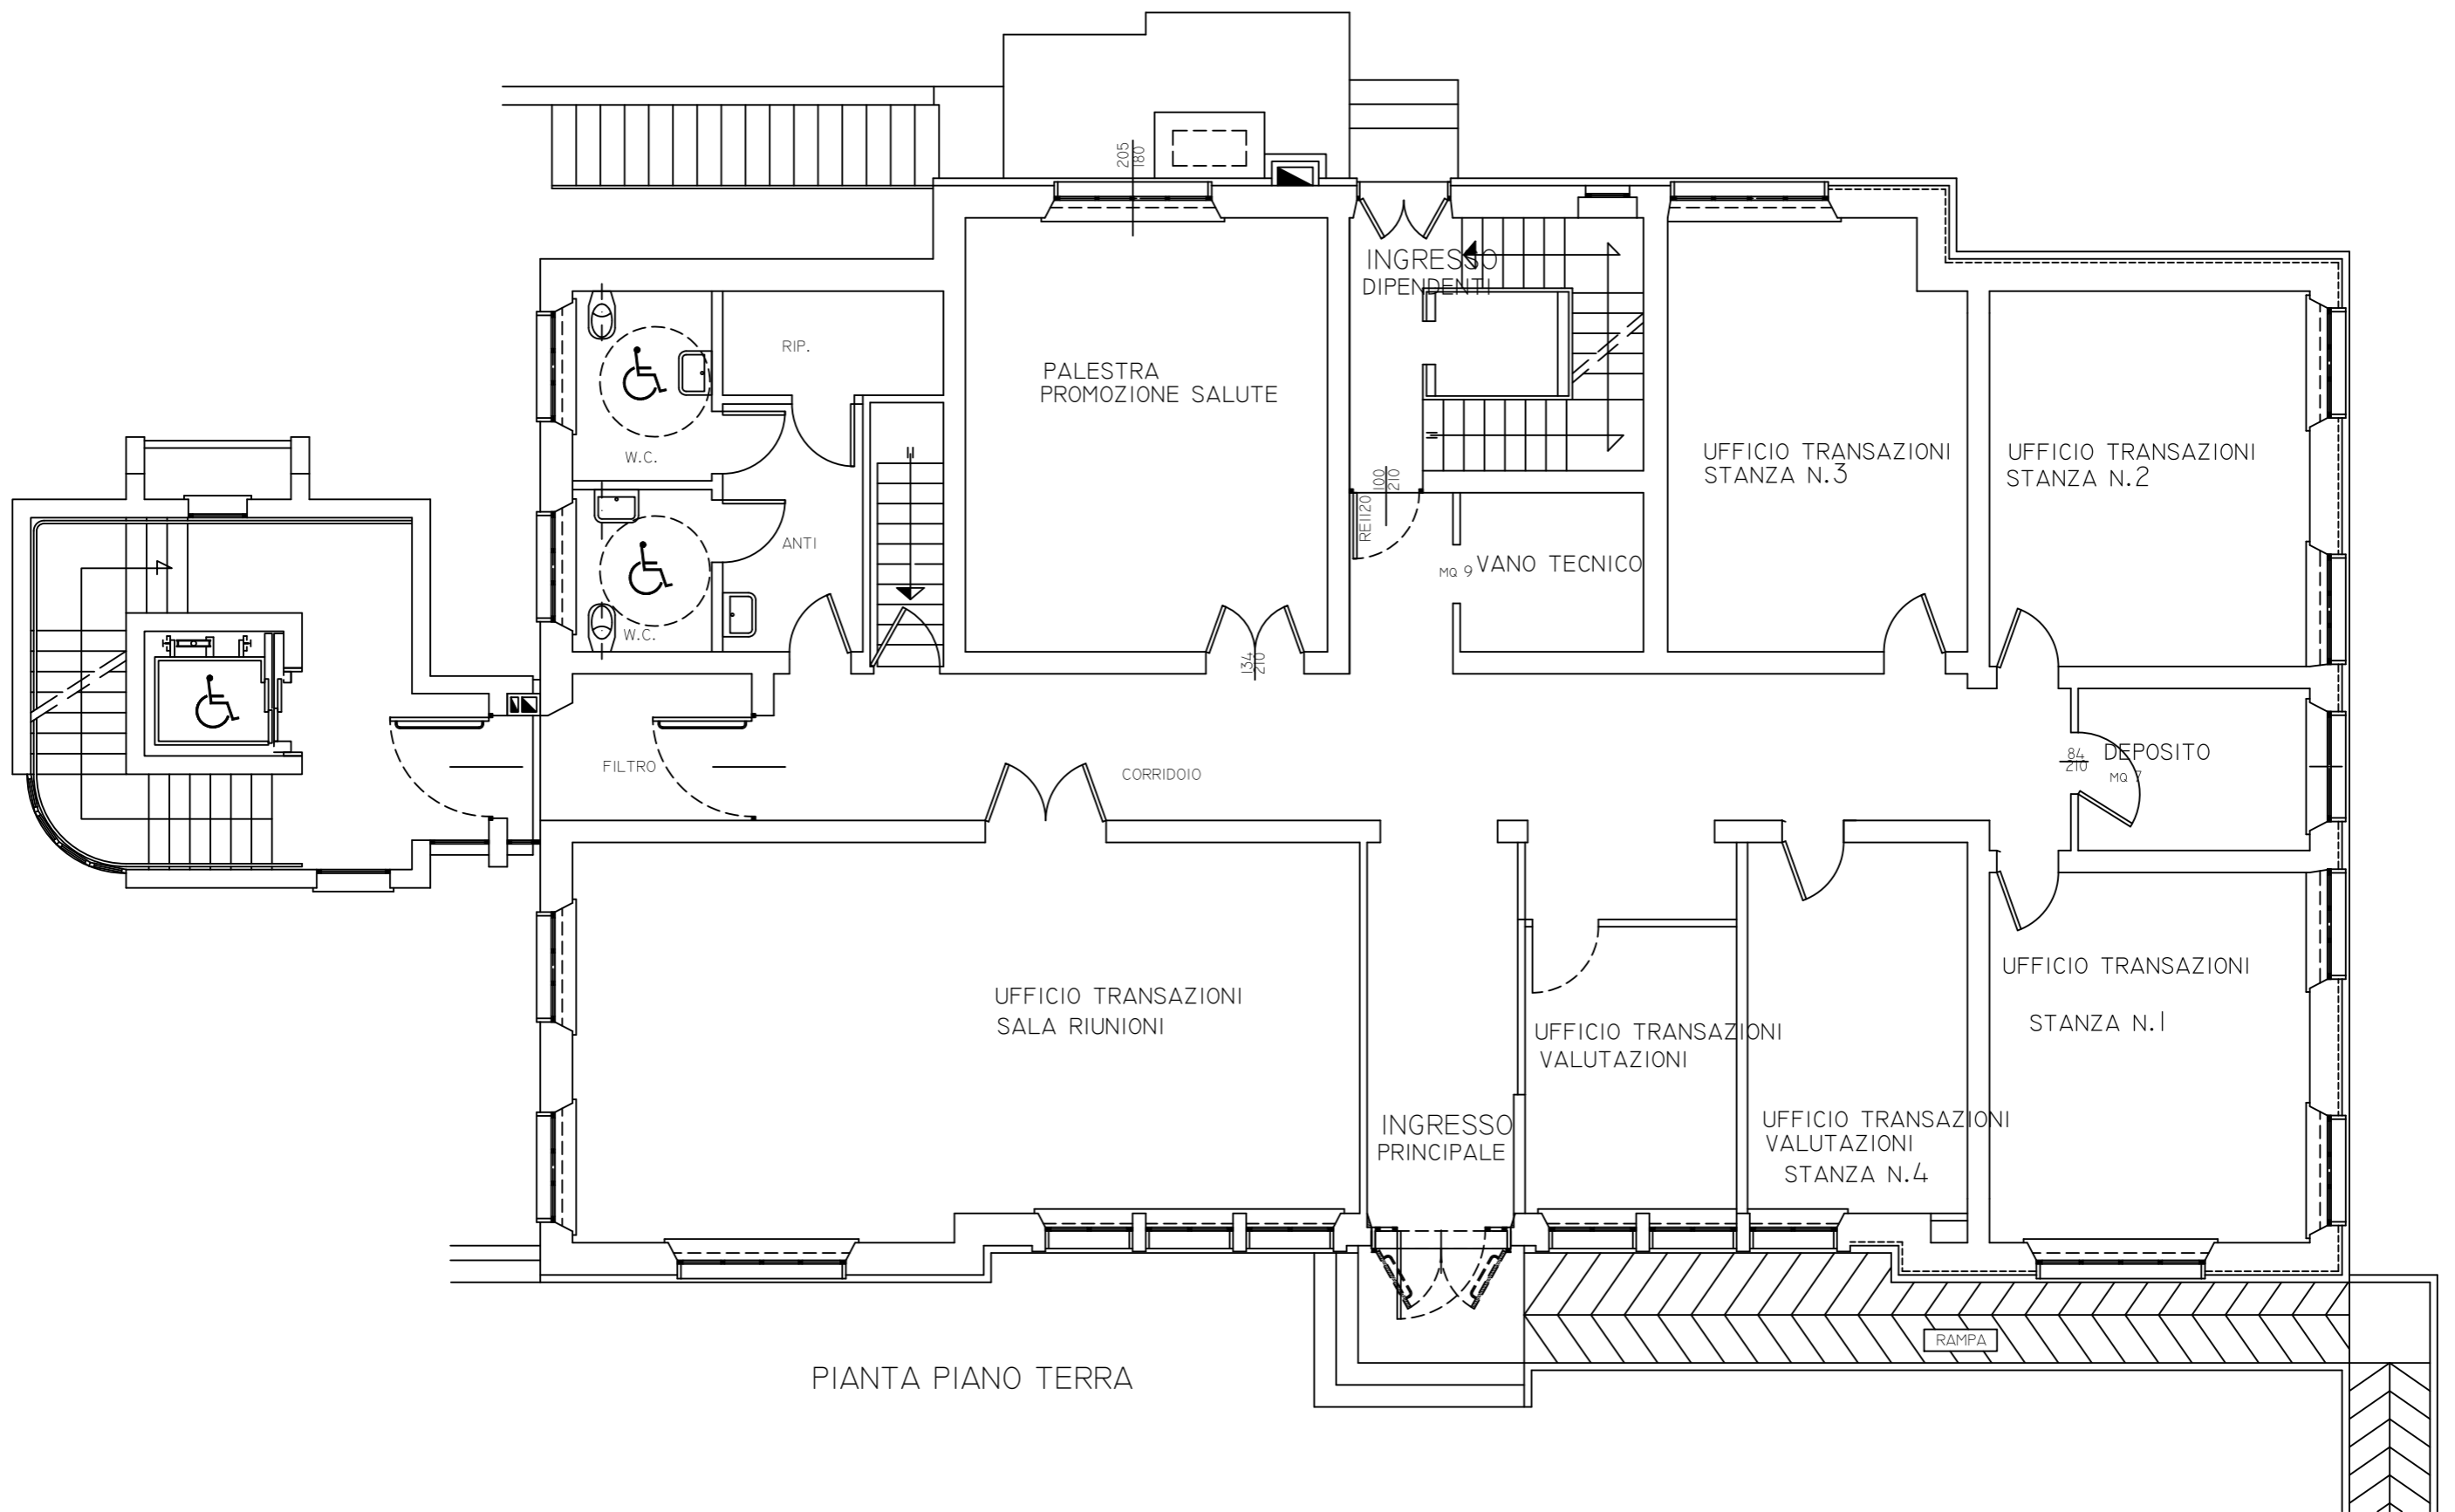 205
180
INGRESSO
DIPENDENTI
RIP.
PALESTRA
PROMOZIONE SALUTE
W.C.
UFFICIO TRANSAZIONI
STANZA N.3
UFFICIO TRANSAZIONI
STANZA N.2
100
210
REI120
ANTI
MQ 9
VANO TECNICO
W.C.
134
210
FILTRO
CORRIDOIO
84
210
DEPOSITO
MQ 7
UFFICIO TRANSAZIONI
SALA RIUNIONI
UFFICIO TRANSAZIONI
VALUTAZIONI
UFFICIO TRANSAZIONI
STANZA N.1
INGRESSO
PRINCIPALE
UFFICIO TRANSAZIONI
VALUTAZIONI
STANZA N.4
RAMPA
PIANTA PIANO TERRA